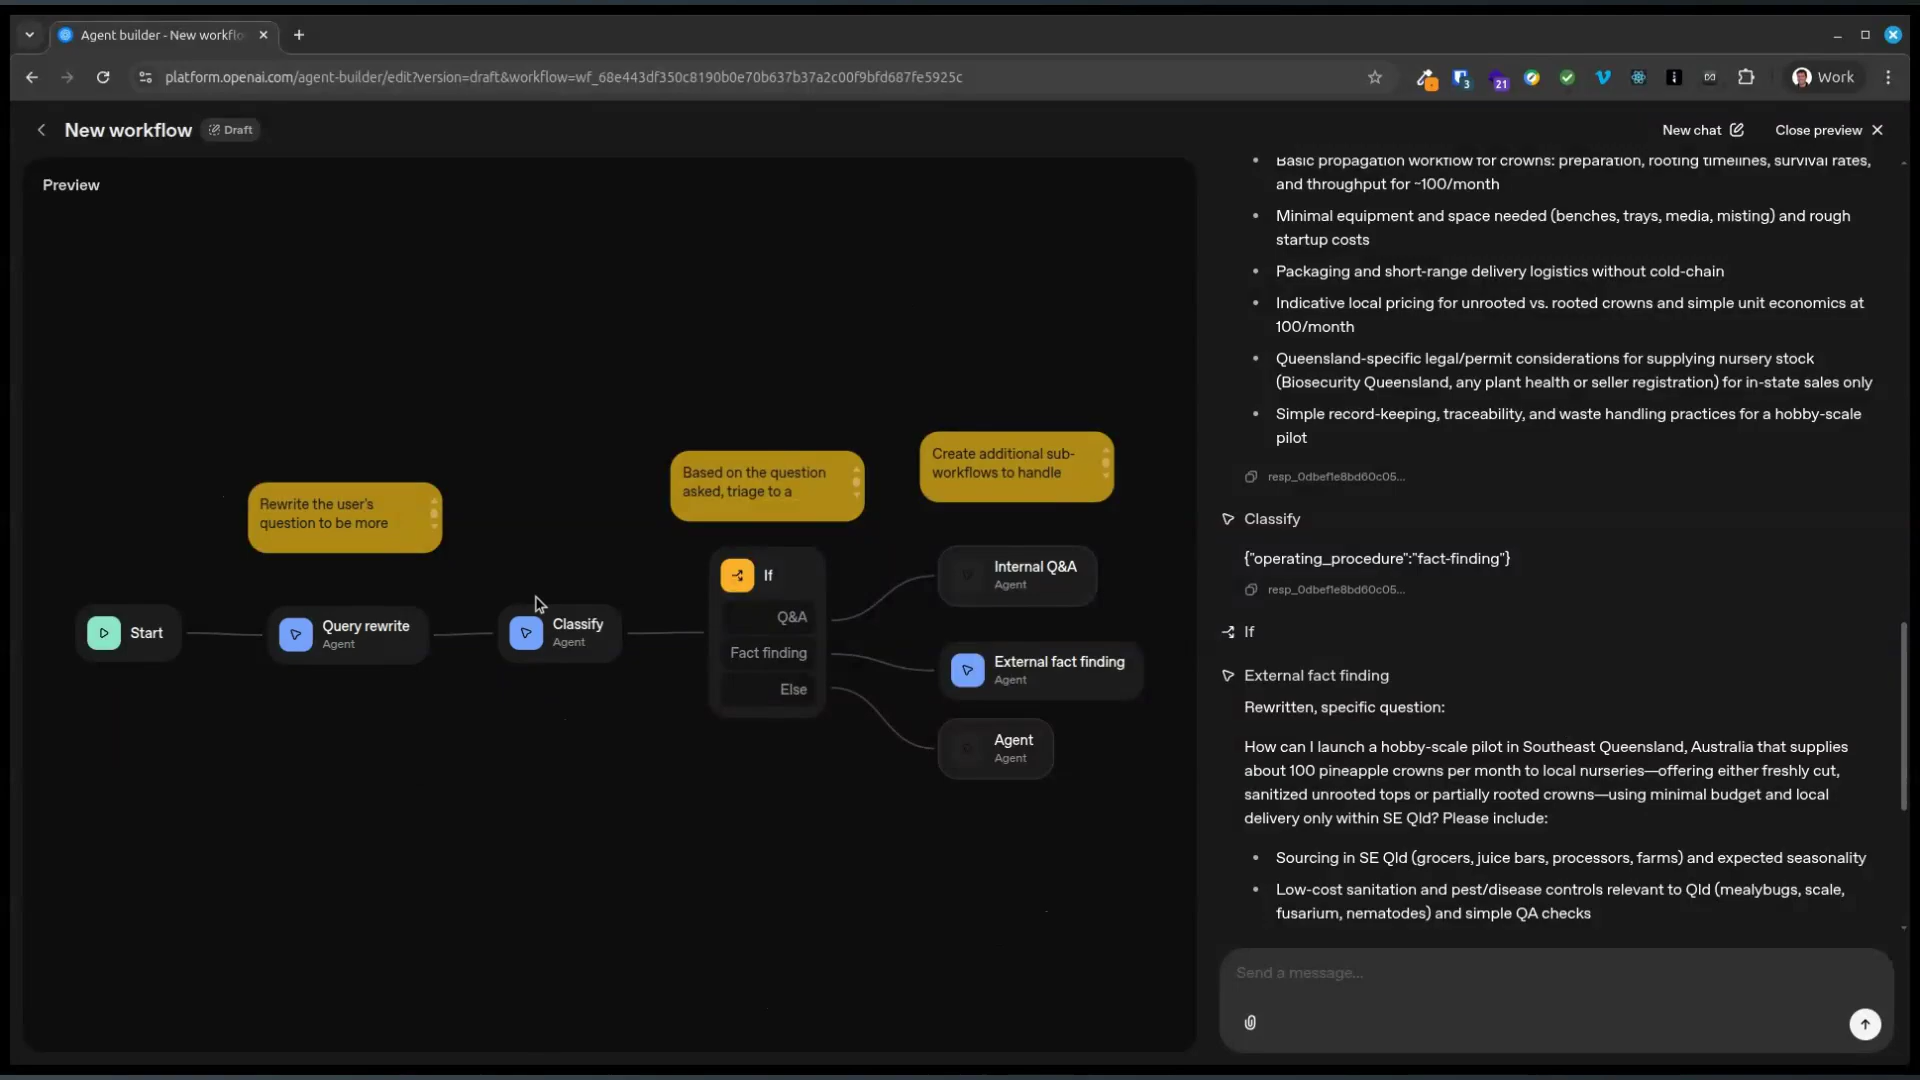 Agent builder - New workflo
platform.openai.com/agent-builder/edit?version=draft&workflow=wf_68e443df350c8190b0e70b637b37a2c00f9bfd687fe5925c
3
21
Work
New workflow
Draft
New chat
Close preview
Preview
Rewrite the user's
question to be more
Based on the question
asked, triage to a
Create additional sub-
workflows to handle
Start
Query rewrite
Agent
Classify
Agent
If
Q&A
Fact finding
Else
Internal Q&A
Agent
External fact finding
Agent
Agent
Agent
• Basic propagation workflow for crowns: preparation, rooting timelines, survival rates,
and throughput for ~100/month
• Minimal equipment and space needed (benches, trays, media, misting) and rough
startup costs
• Packaging and short-range delivery logistics without cold-chain
• Indicative local pricing for unrooted vs. rooted crowns and simple unit economics at
100/month
• Queensland-specific legal/permit considerations for supplying nursery stock
(Biosecurity Queensland, any plant health or seller registration) for in-state sales only
• Simple record-keeping, traceability, and waste handling practices for a hobby-scale
pilot
resp_0dbef1e8bd60c05...
Classify
{"operating_procedure":"fact-finding"}
resp_0dbef1e8bd60c05...
If
External fact finding
Rewritten, specific question:
How can I launch a hobby-scale pilot in Southeast Queensland, Australia that supplies
about 100 pineapple crowns per month to local nurseries—offering either freshly cut,
sanitized unrooted tops or partially rooted crowns—using minimal budget and local
delivery only within SE Qld? Please include:
• Sourcing in SE Qld (grocers, juice bars, processors, farms) and expected seasonality
• Low-cost sanitation and pest/disease controls relevant to Qld (mealybugs, scale,
fusarium, nematodes) and simple QA checks
Send a message...